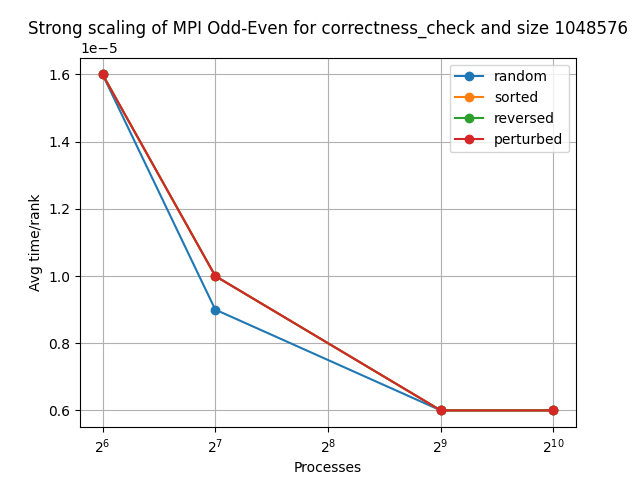 Strong scaling of MPI Odd-Even for correctness_check and size 1048576
1e−5
1.6
1.4
1.2
1.0
0.8
0.6
Avg time/rank
random
sorted
reversed
perturbed
2^6 2^7 2^8 2^9 2^10
Processes